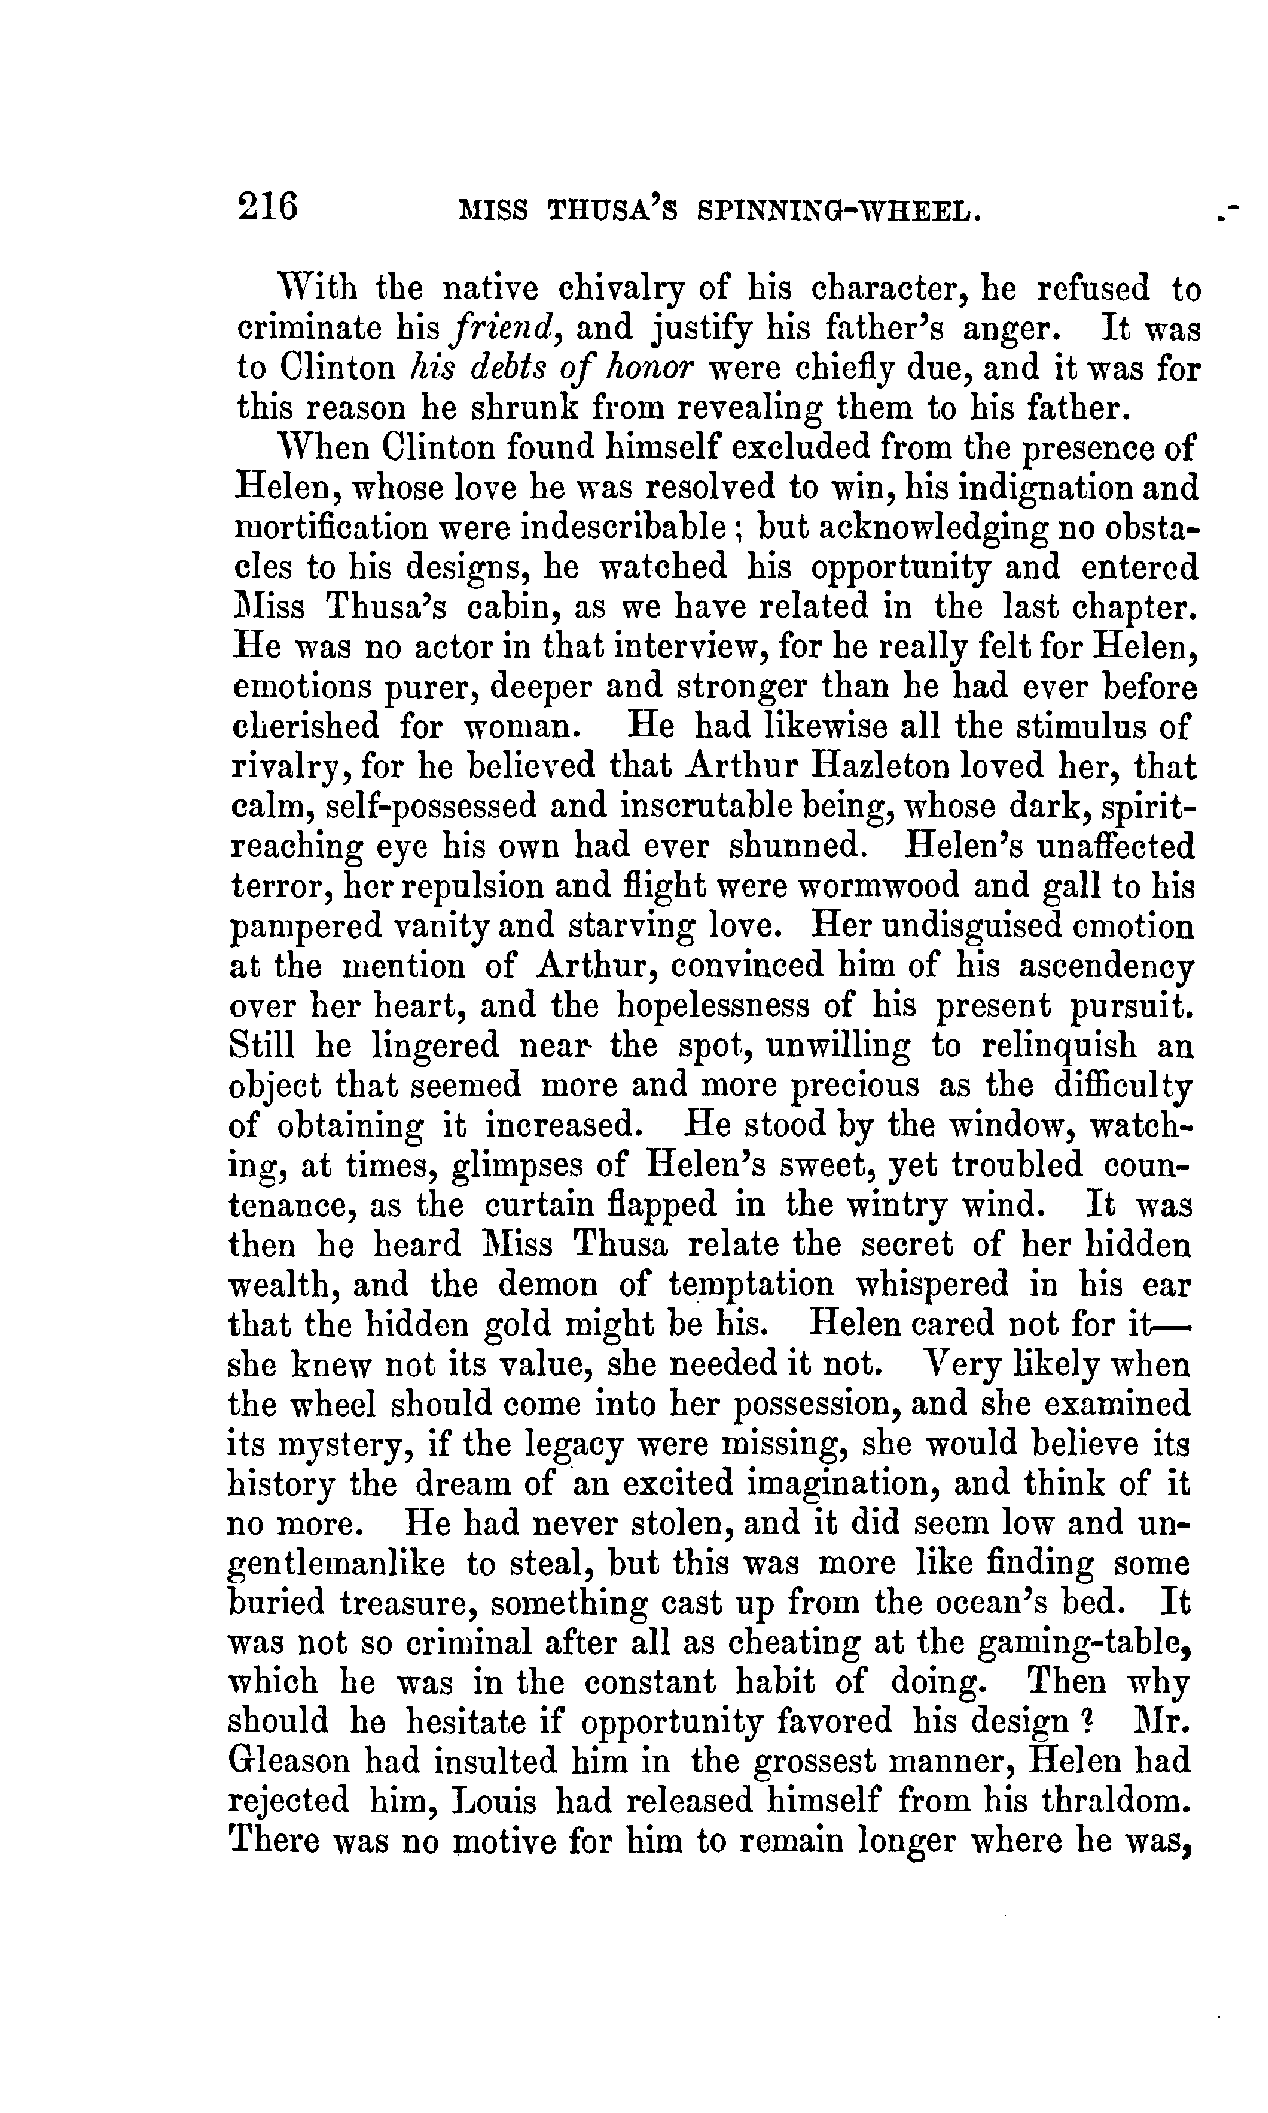 216 MISS THUSA'S SPINNING-WHEEL.
With the native chivalry of his character, he refused to
criminate his friend, and justify his father's anger. It was
to Clinton his debts of honor were chiefly due, and it was for
this reason he shrunk from revealing them to his father.
When Clinton found himself excluded from the presence of
Helen, whose love he was resolved to win, his indignation and
mortification were indescribable; but acknowledging no obsta-
cles to his designs, he watched his opportunity and entered
Miss Thusa's cabin, as we have related in the last chapter.
He was no actor in that interview, for he really felt for Helen,
emotions purer, deeper and stronger than he had ever before
cherished for woman. He had likewise all the stimulus of
rivalry, for he believed that Arthur Hazleton loved her, that
calm, self-possessed and inscrutable being, whose dark, spirit-
reaching eye his own had ever shunned. Helen's unaffected
terror, her repulsion and flight were wormwood and gall to his
pampered vanity and starving love. Her undisguised emotion
at the mention of Arthur, convinced him of his ascendency
over her heart, and the hopelessness of his present pursuit.
Still he lingered near the spot, unwilling to relinquish an
object that seemed more and more precious as the difficulty
of obtaining it increased. He stood by the window, watch-
ing, at times, glimpses of Helen's sweet, yet troubled coun-
tenance, as the curtain flapped in the wintry wind. It was
then he heard Miss Thusa relate the secret of her hidden
wealth, and the demon of temptation whispered in his ear
that the hidden gold might be his. Helen cared not for it—
she knew not its value, she needed it not. Very likely when
the wheel should come into her possession, and she examined
its mystery, if the legacy were missing, she would believe its
history the dream of an excited imagination, and think of it
no more. He had never stolen, and it did seem low and un-
gentlemanlike to steal, but this was more like finding some
buried treasure, something cast up from the ocean's bed. It
was not so criminal after all as cheating at the gaming-table,
which he was in the constant habit of doing. Then why
should he hesitate if opportunity favored his design? Mr.
Gleason had insulted him in the grossest manner, Helen had
rejected him, Louis had released himself from his thraldom.
There was no motive for him to remain longer where he was,